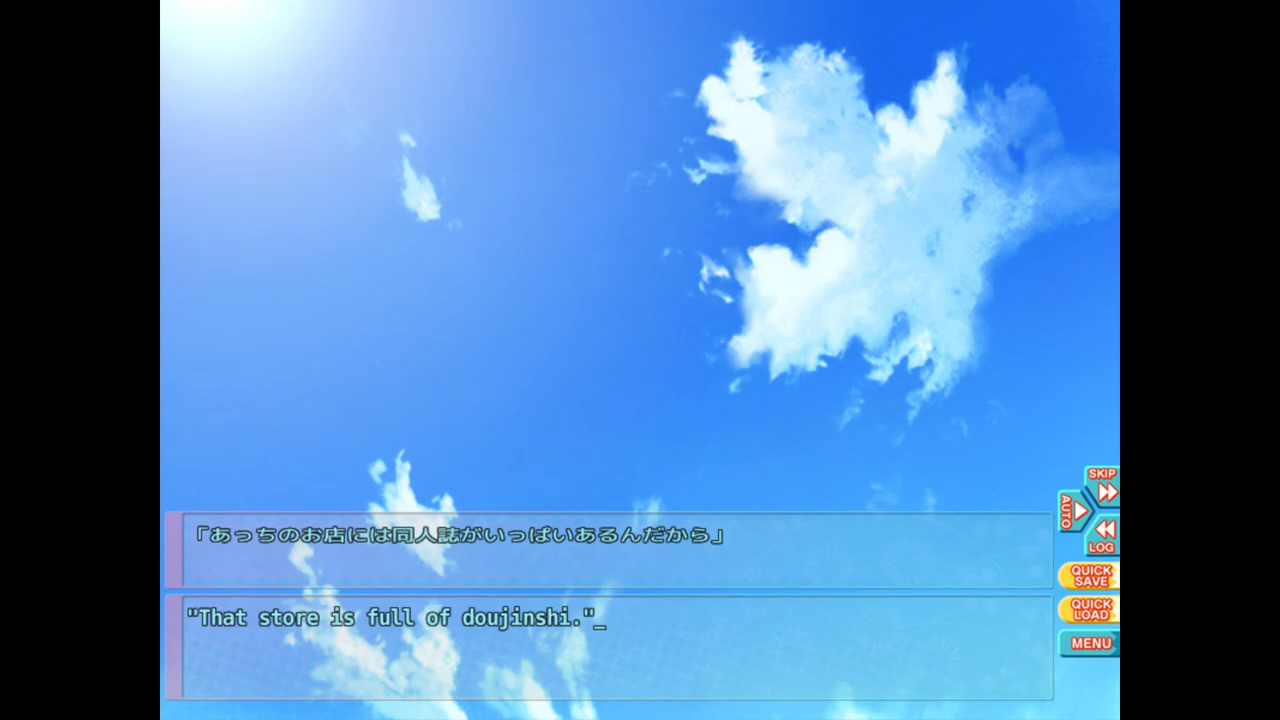 「あっちのお店には同人誌がいっぱいあるんだから」
"That store is full of doujinshi."_
SKIP
AUTO
LOG
QUICK
SAVE
QUICK
LOAD
MENU